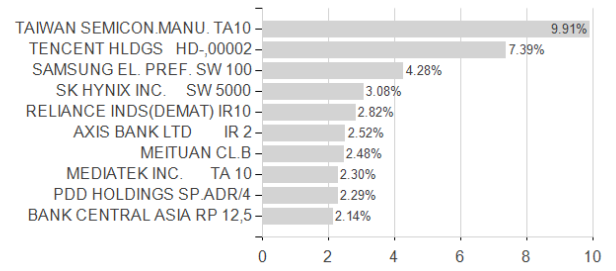 TAIWAN SEMICON.MANU. TA10 9.91%
TENCENT HLDGS HD-,00002 7.39%
SAMSUNG EL. PREF. SW 100 4.28%
SK HYNIX INC. SW 5000 3.08%
RELIANCE INDS(DEMAT) IR10 2.82%
AXIS BANK LTD IR 2 2.52%
MEITUAN CL.B 2.48%
MEDIATEK INC. TA 10 2.30%
PDD HOLDINGS SP.ADR/4 2.29%
BANK CENTRAL ASIA RP 12,5 2.14%
0 2 4 6 8 10